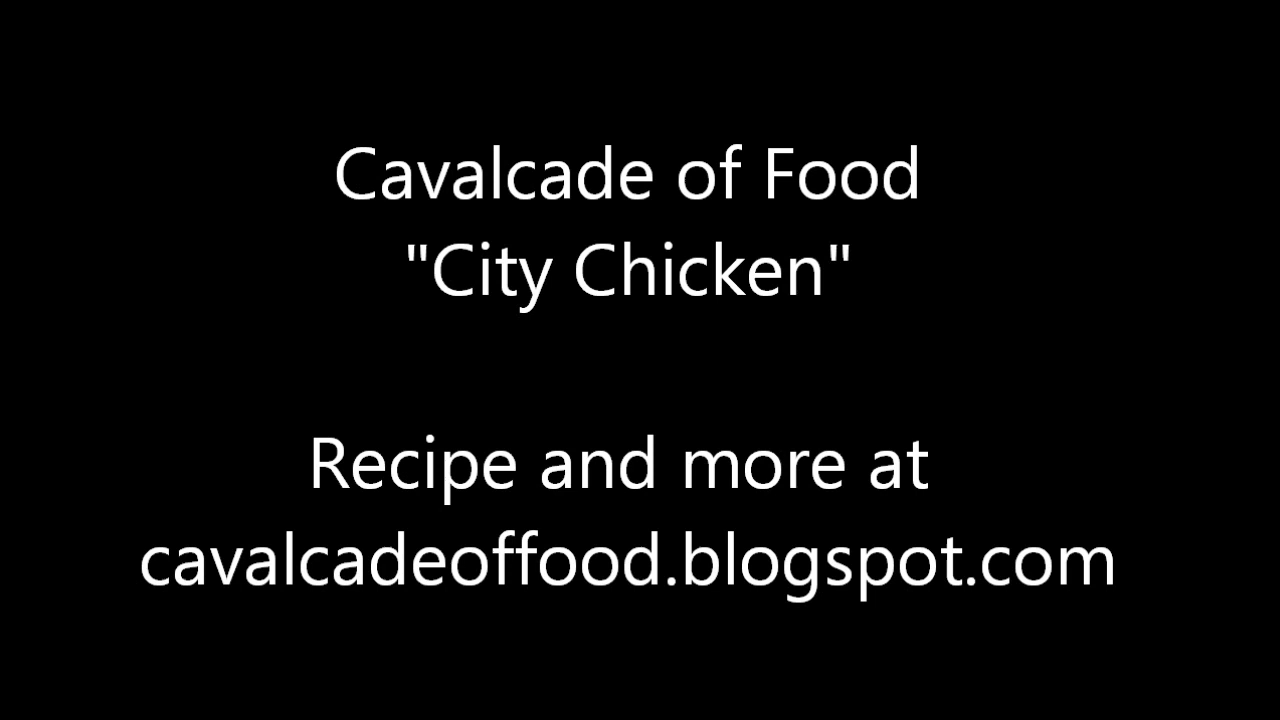 Cavalcade of Food
"City Chicken"
Recipe and more at
cavalcadeoffood.blogspot.com